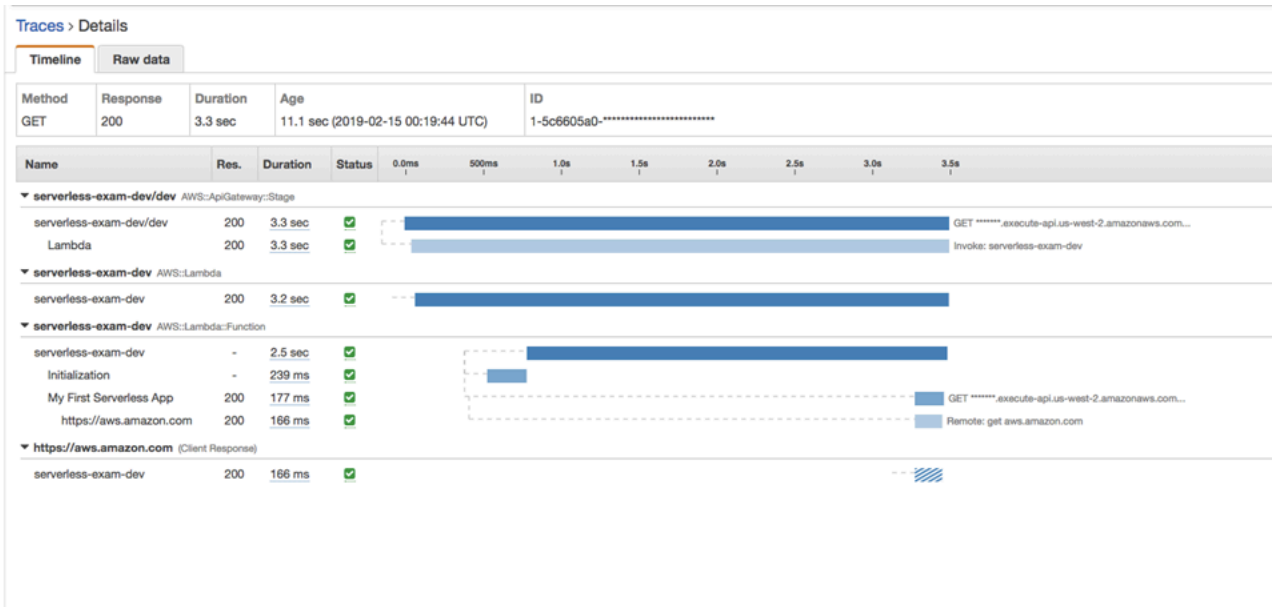 Traces > Details
Timeline Raw data
Method Response Duration Age ID
GET 200 3.3 sec 11.1 sec (2019-02-15 00:19:44 UTC) 1-5c6605a0-************************
Name Res. Duration Status 0.0ms 500ms 1.0s 1.5s 2.0s 2.5s 3.0s 3.5s
serverless-exam-dev/dev AWS::ApiGateway::Stage
serverless-exam-dev/dev 200 3.3 sec GET *******.execute-api.us-west-2.amazonaws.com...
Lambda 200 3.3 sec Invoke: serverless-exam-dev
serverless-exam-dev AWS::Lambda
serverless-exam-dev 200 3.2 sec
serverless-exam-dev AWS::Lambda::Function
serverless-exam-dev - 2.5 sec
Initialization - 239 ms
My First Serverless App 200 177 ms GET *******.execute-api.us-west-2.amazonaws.com...
https://aws.amazon.com 200 166 ms Remote: get aws.amazon.com
https://aws.amazon.com (Client Response)
serverless-exam-dev 200 166 ms